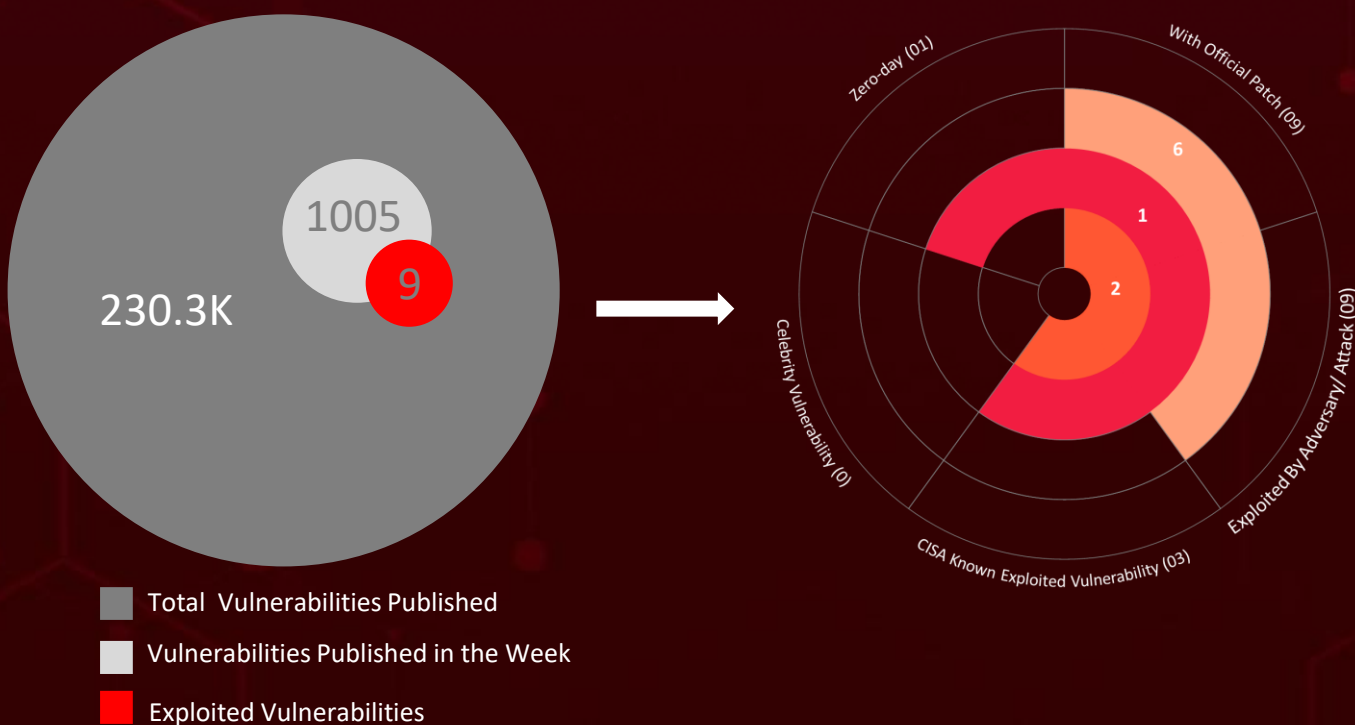 1005
9
230.3K
Total Vulnerabilities Published
Vulnerabilities Published in the Week
Exploited Vulnerabilities
Zero-day (01)
With Official Patch (09)
6
1
2
Exploited By Adversary/ Attack (09)
Celebrity Vulnerability (0)
CISA Known Exploited Vulnerability (03)